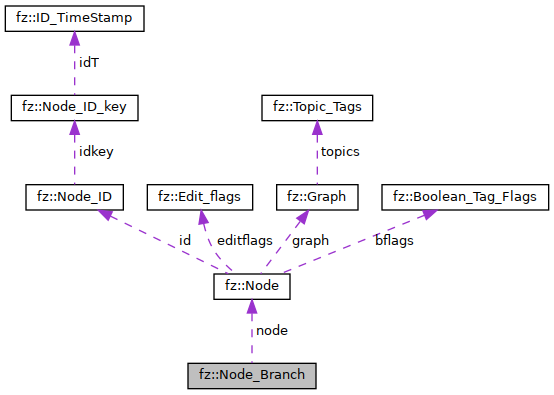 fz::ID_TimeStamp
idT
fz::Node_ID_key
fz::Topic_Tags
idkey
topics
fz::Node_ID
fz::Edit_flags
fz::Graph
fz::Boolean_Tag_Flags
id
editflags
graph
bflags
fz::Node
node
fz::Node_Branch